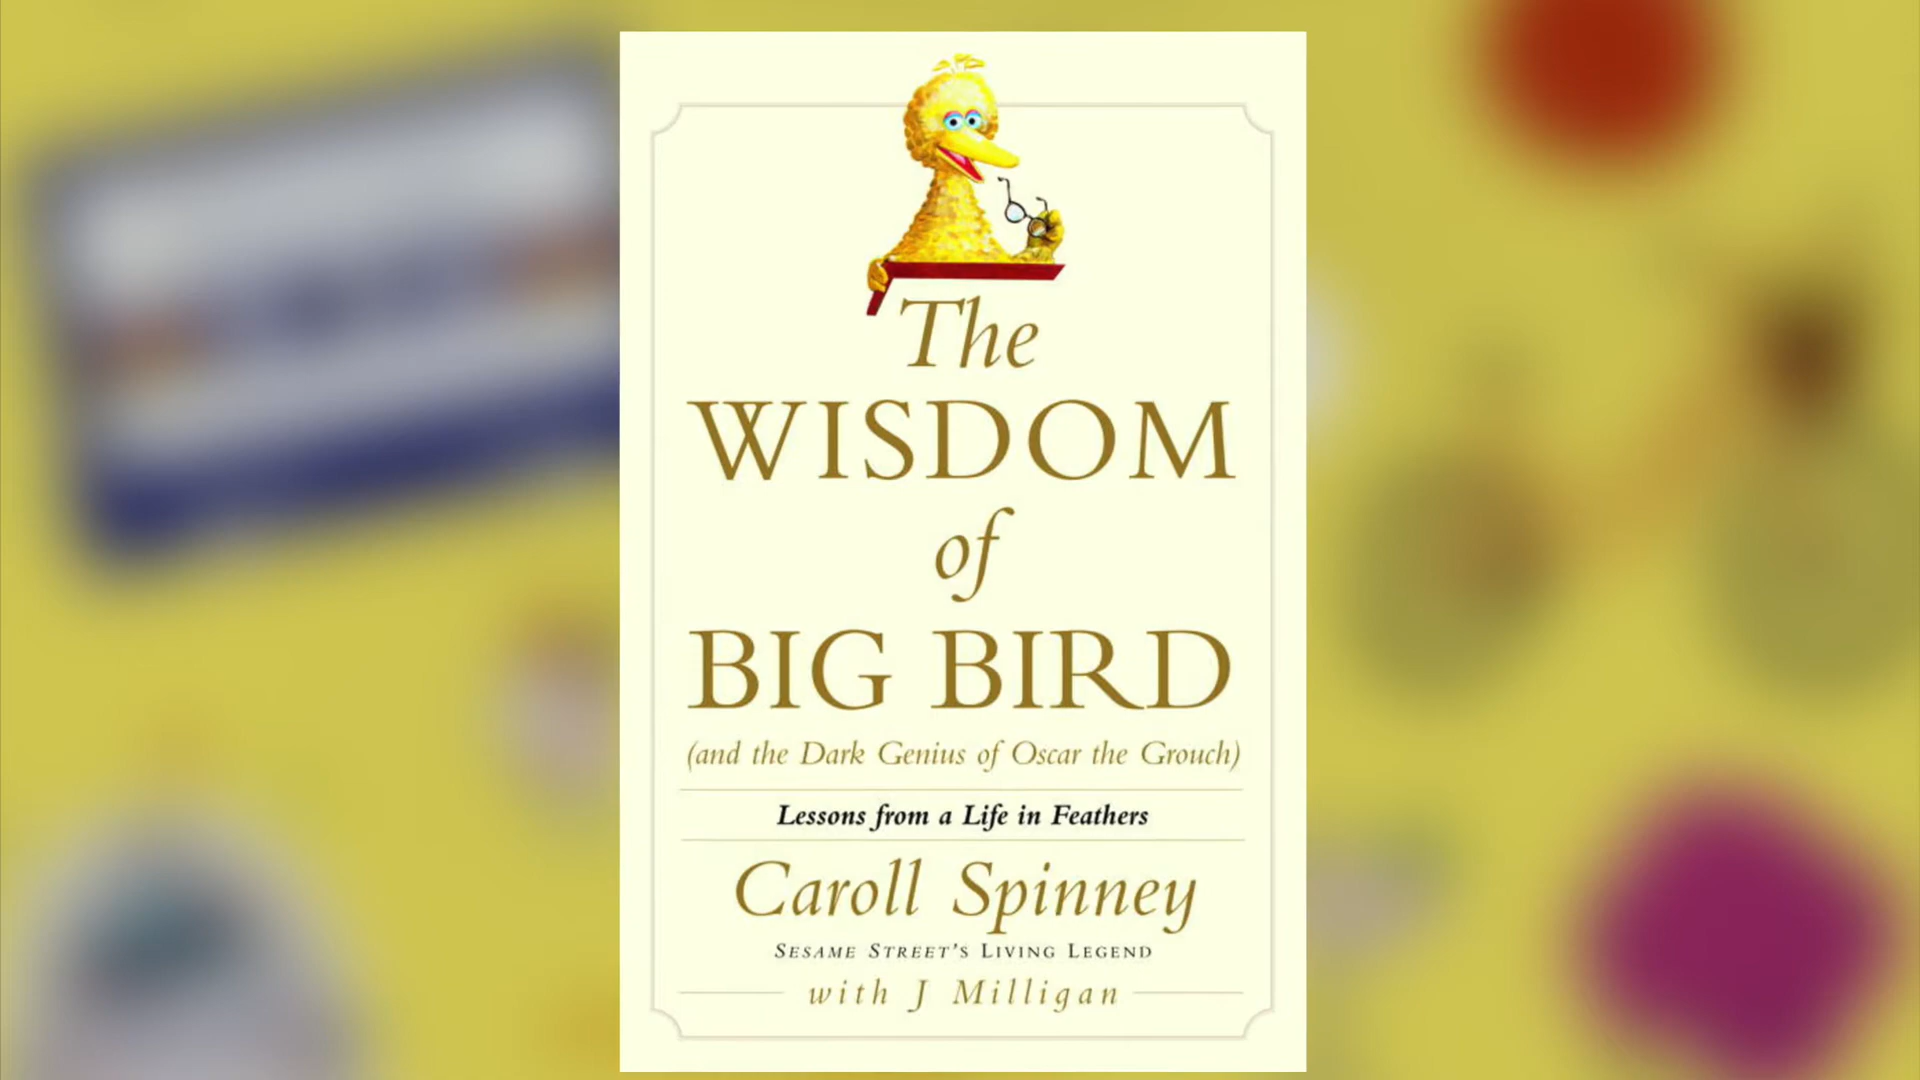 The
WISDOM
of
BIG BIRD
(and the Dark Genius of Oscar the Grouch)
Lessons from a Life in Feathers
Caroll Spinney
SESAME STREET'S LIVING LEGEND
with J Milligan